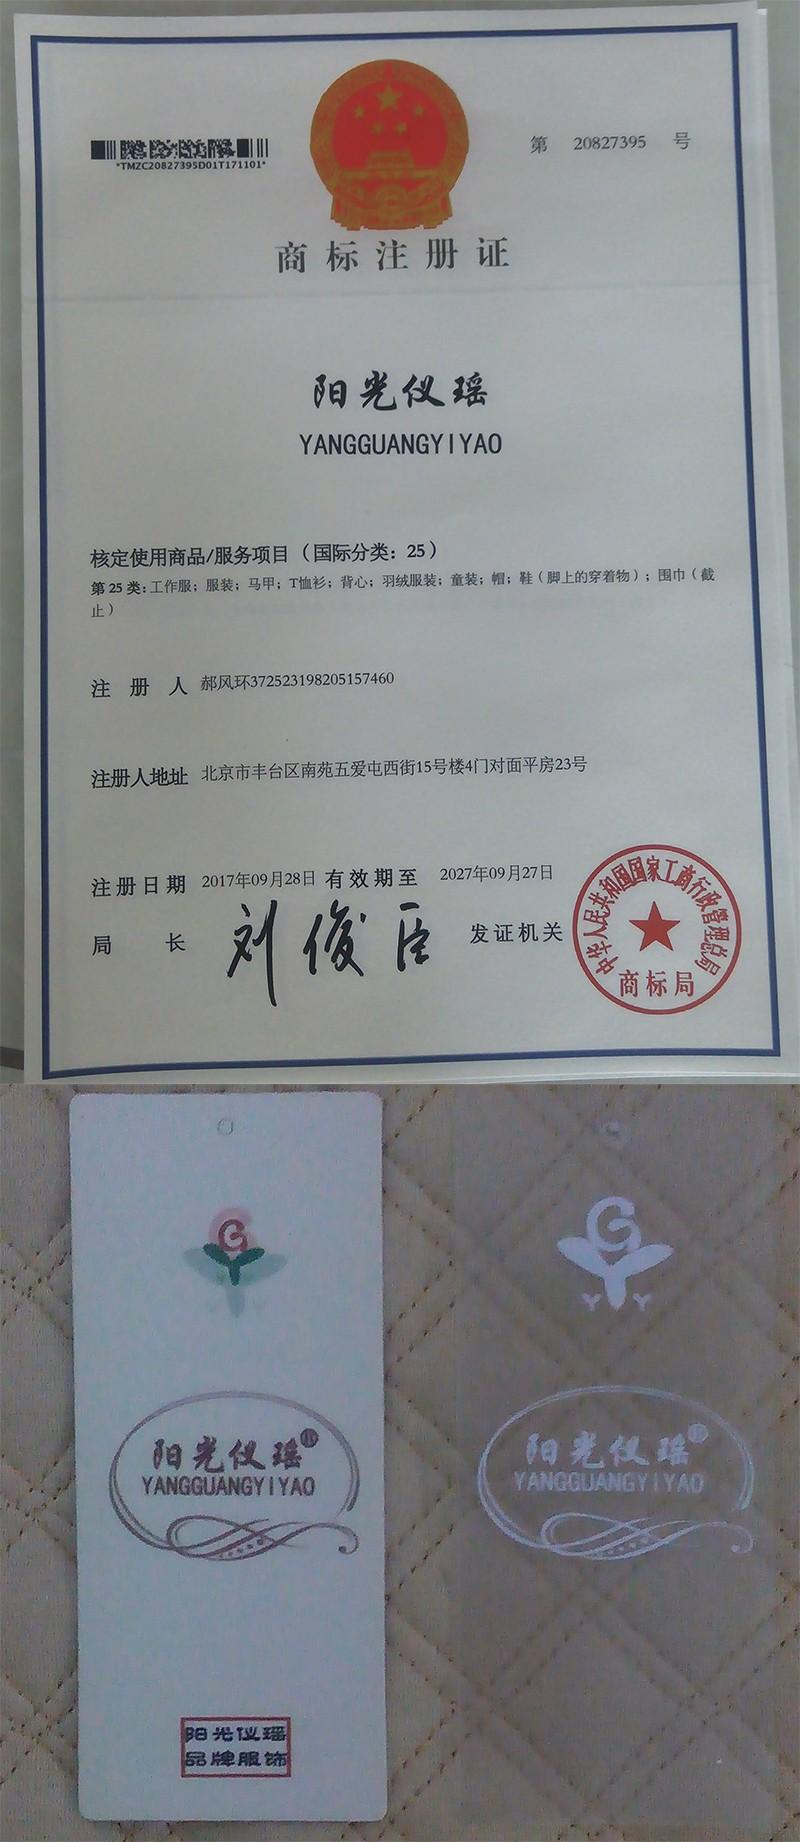 *TMZC20827395D01T171101*
第 20827395 号
商标注册证
阳光仪瑶
YANGGUANGYIYAO
核定使用商品/服务项目（国际分类：25）
第25类：工作服；服装；马甲；T恤衫；背心；羽绒服装；童装；帽；鞋（脚上的穿着物）；围巾（截
止）
注册人 郝风环372523198205157460
注册人地址 北京市丰台区南苑五爱屯西街15号楼4门对面平房23号
注册日期 2017年09月28日 有效期至 2027年09月27日
局长 刘俊臣 发证机关
中华人民共和国国家工商行政管理总局
商标局
G
Y Y
阳光仪瑶
YANGGUANGYIYAO
阳光仪瑶
品牌服饰
G
Y Y
阳光仪瑶
YANGGUANGYIYAO